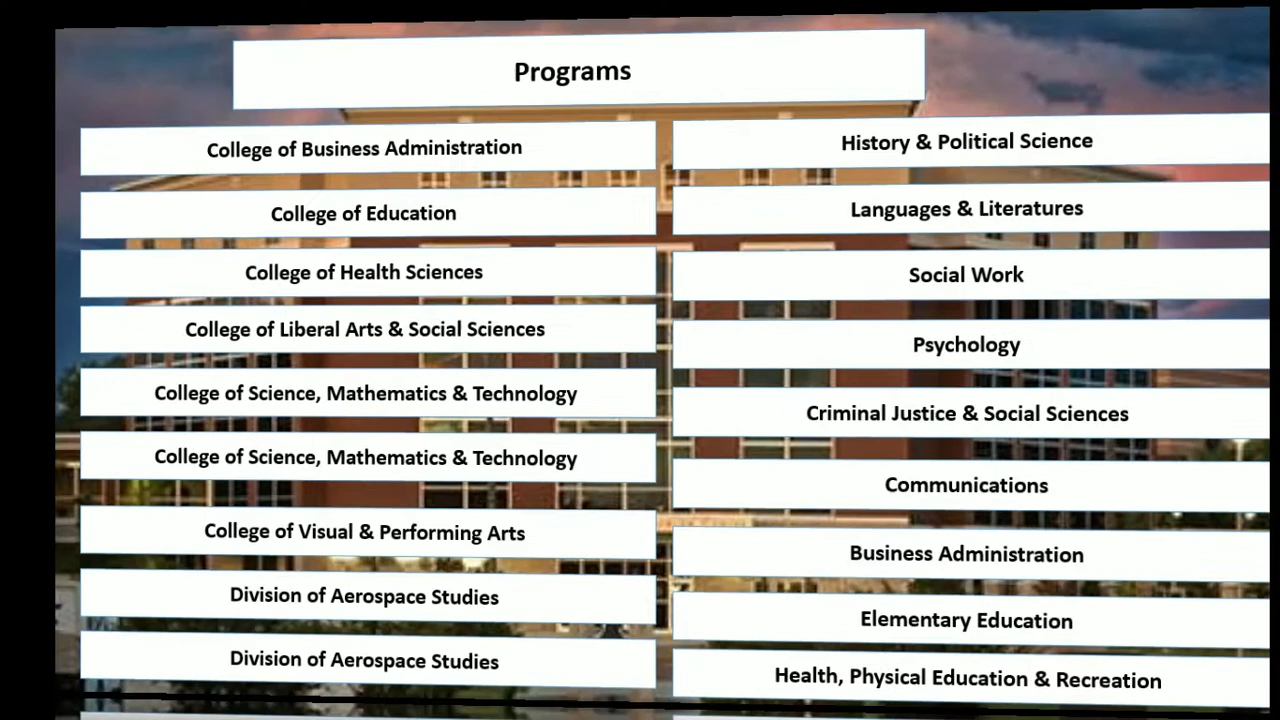 Programs
College of Business Administration
College of Education
College of Health Sciences
College of Liberal Arts & Social Sciences
College of Science, Mathematics & Technology
College of Science, Mathematics & Technology
College of Visual & Performing Arts
Division of Aerospace Studies
Division of Aerospace Studies
History & Political Science
Languages & Literatures
Social Work
Psychology
Criminal Justice & Social Sciences
Communications
Business Administration
Elementary Education
Health, Physical Education & Recreation